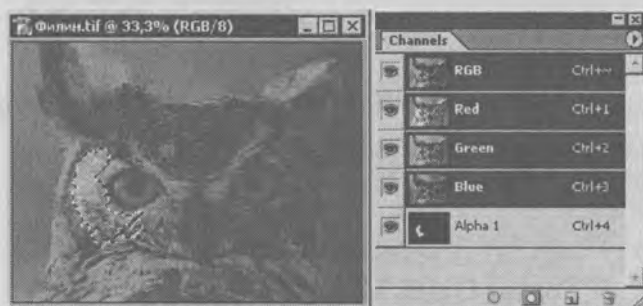 Филин.tif @ 33,3% (RGB/8)
Channels
RGB Ctrl+~
Red Ctrl+1
Green Ctrl+2
Blue Ctrl+3
Alpha 1 Ctrl+4